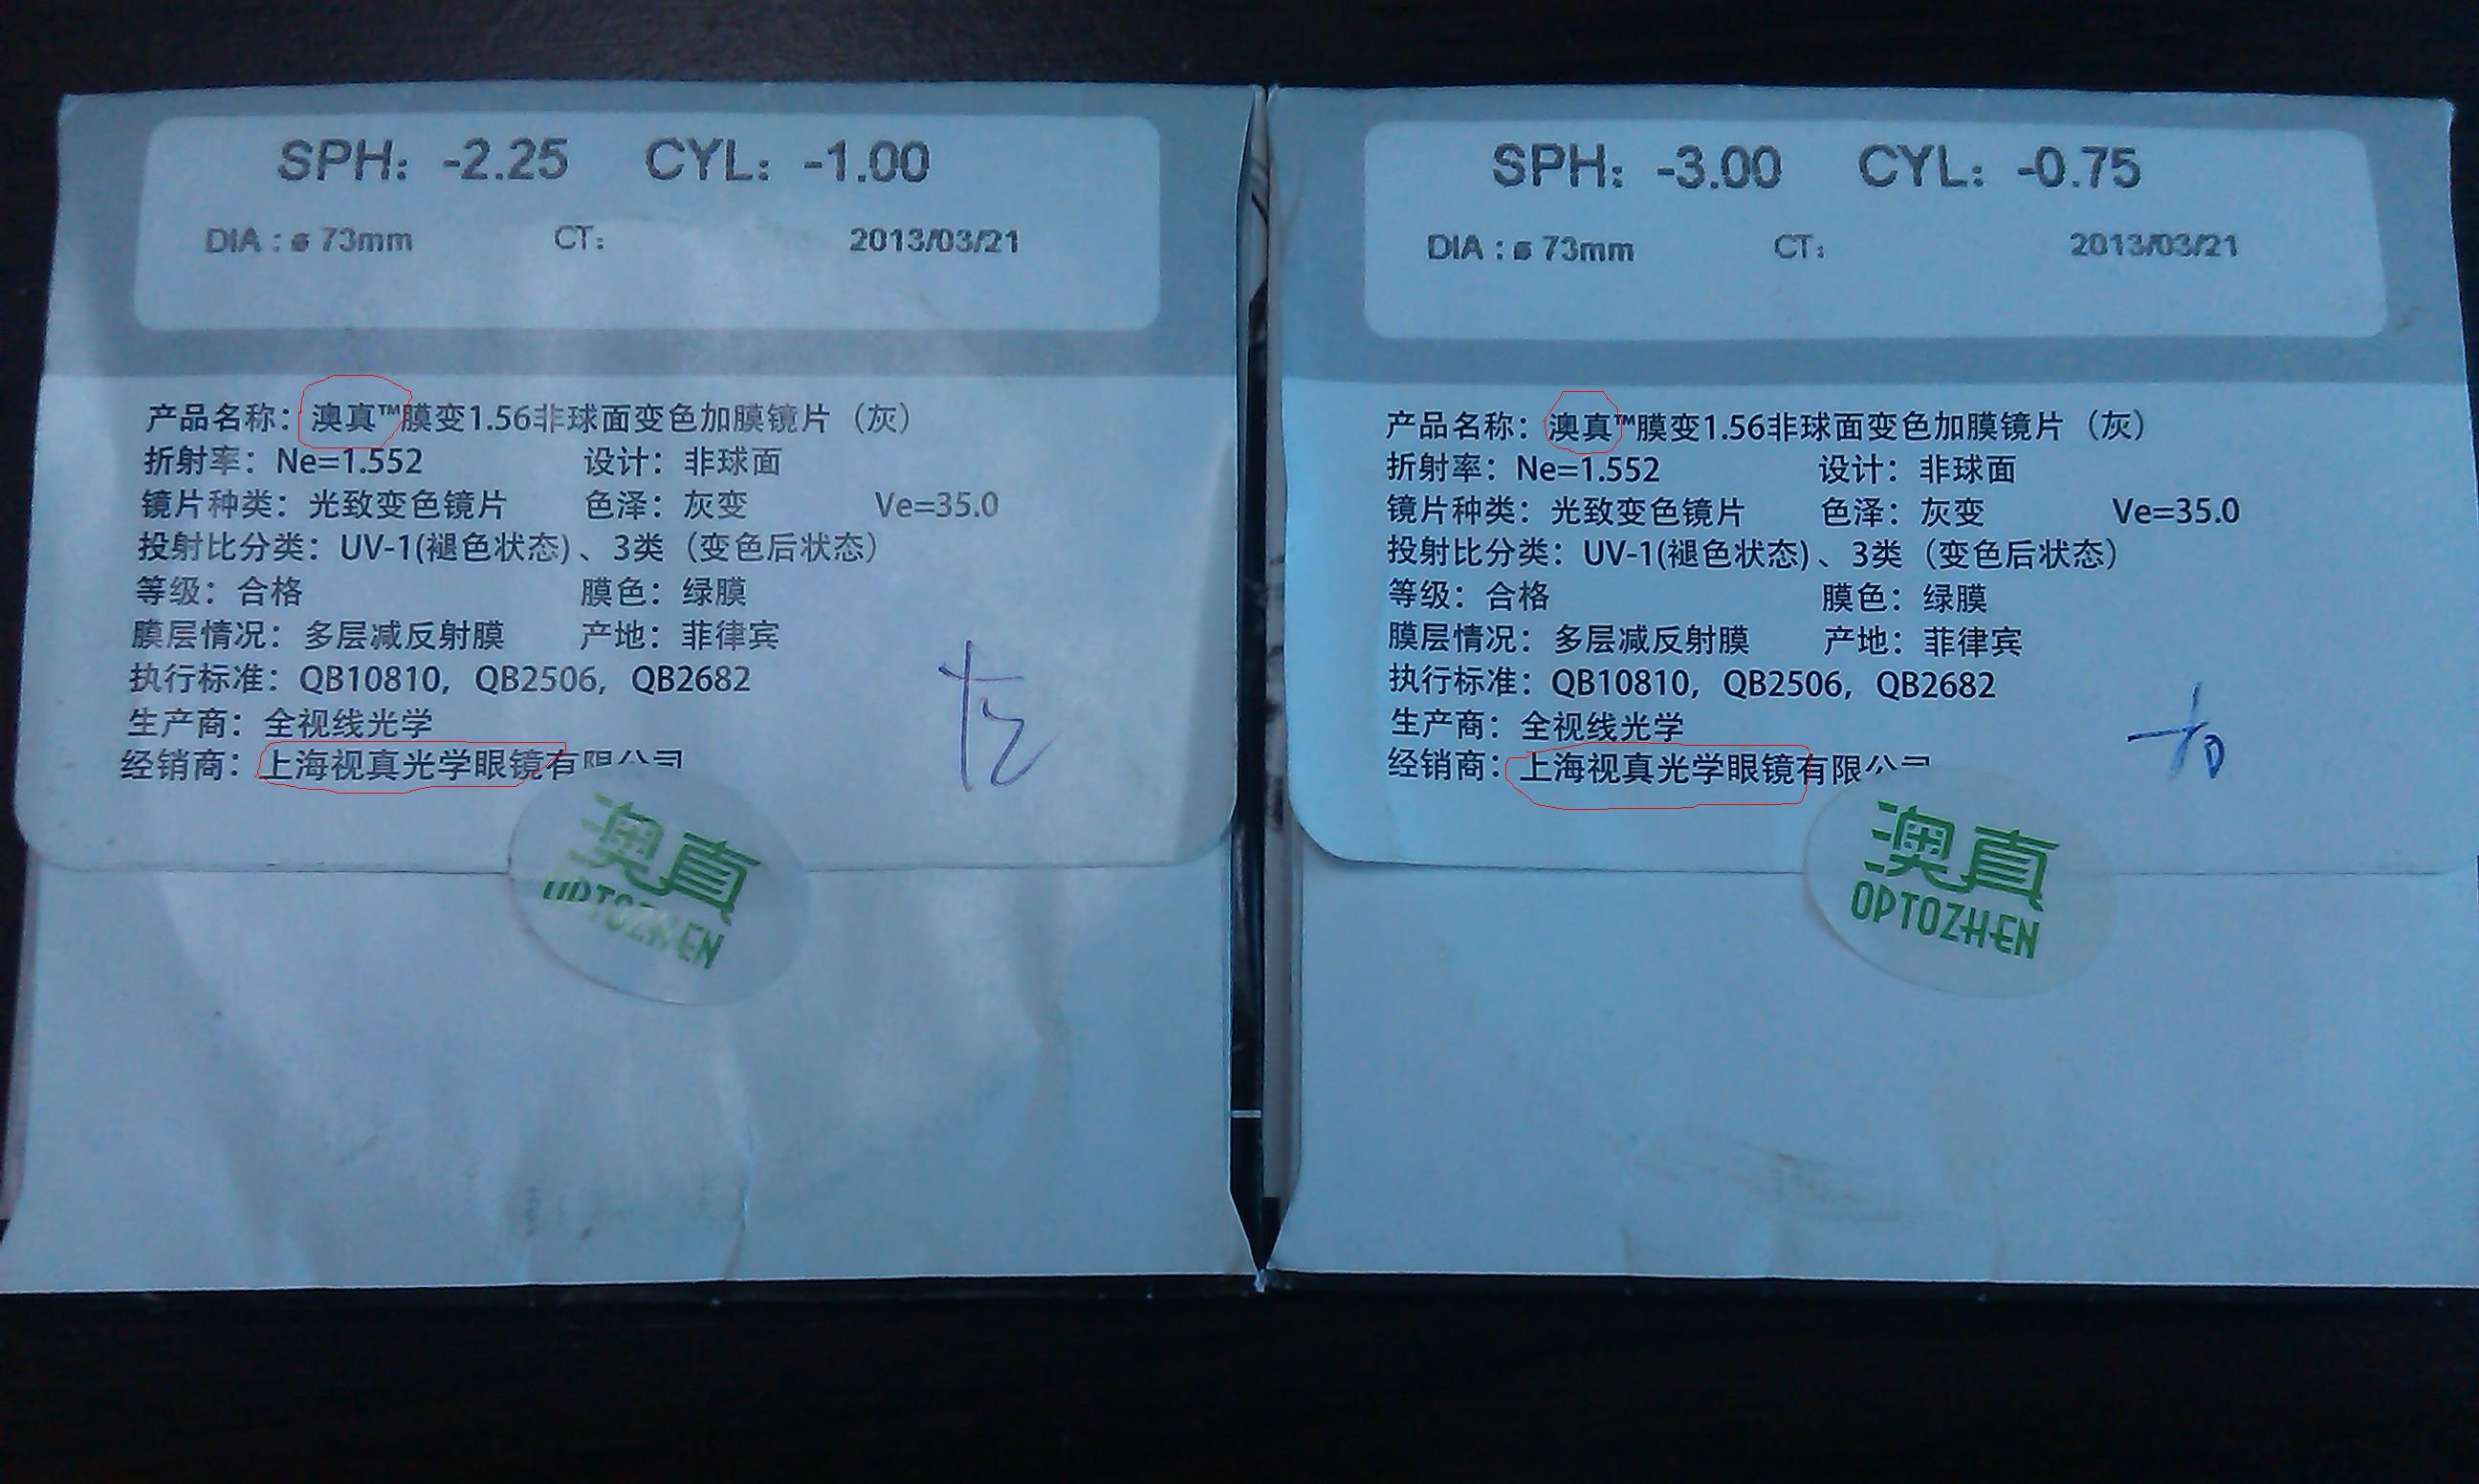 SPH：-2.25 CYL：-1.00
DIA：ø 73mm CT： 2013/03/21
产品名称：澳真™膜变1.56非球面变色加膜镜片（灰）
折射率：Ne=1.552 设计：非球面
镜片种类：光致变色镜片 色泽：灰变 Ve=35.0
投射比分类：UV-1(褪色状态)、3类（变色后状态）
等级：合格 膜色：绿膜
膜层情况：多层减反射膜 产地：菲律宾
执行标准：QB10810，QB2506，QB2682
生产商：全视线光学
经销商：上海视真光学眼镜有限公司
左
澳真
OPTOZHEN
SPH：-3.00 CYL：-0.75
DIA：ø 73mm CT： 2013/03/21
产品名称：澳真™膜变1.56非球面变色加膜镜片（灰）
折射率：Ne=1.552 设计：非球面
镜片种类：光致变色镜片 色泽：灰变 Ve=35.0
投射比分类：UV-1(褪色状态)、3类（变色后状态）
等级：合格 膜色：绿膜
膜层情况：多层减反射膜 产地：菲律宾
执行标准：QB10810，QB2506，QB2682
生产商：全视线光学
经销商：上海视真光学眼镜有限公司
右
澳真
OPTOZHEN